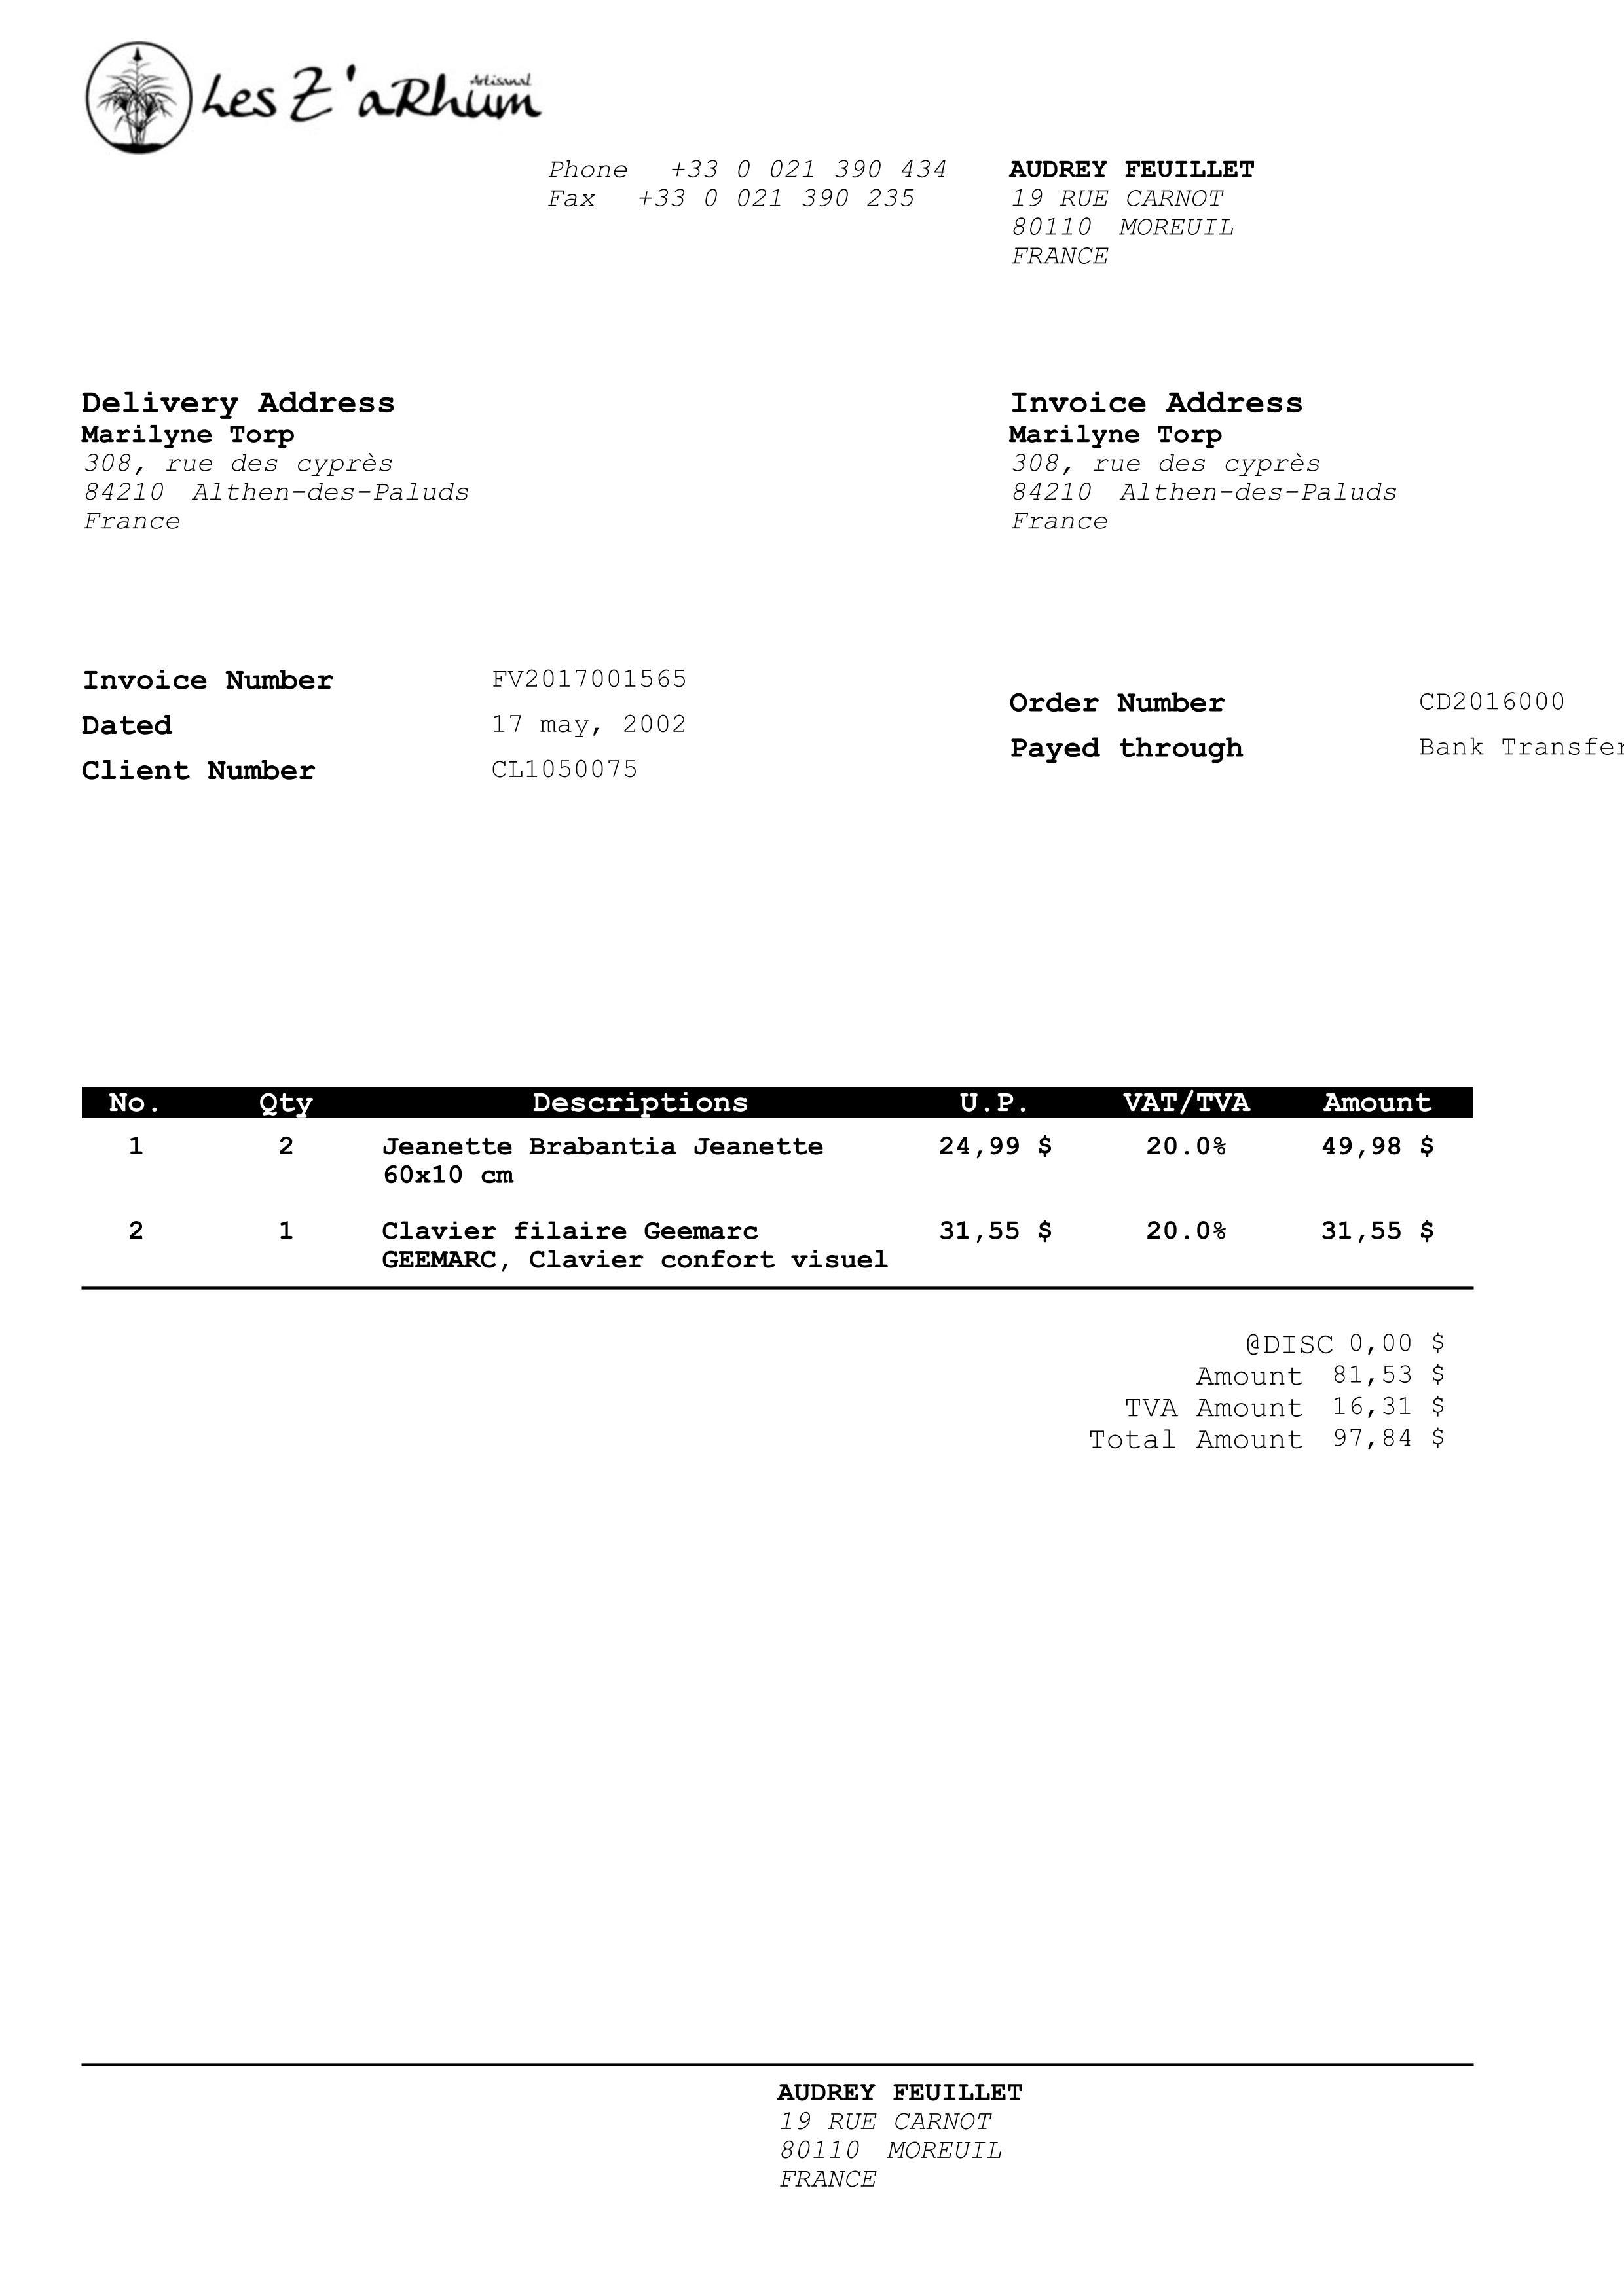 Les Z'aRhum Artisanal
Phone +33 0 021 390 434
Fax +33 0 021 390 235
AUDREY FEUILLET
19 RUE CARNOT
80110 MOREUIL
FRANCE
Delivery Address
Marilyne Torp
308, rue des cyprès
84210 Althen-des-Paluds
France
Invoice Address
Marilyne Torp
308, rue des cyprès
84210 Althen-des-Paluds
France
Invoice Number FV2017001565
Dated 17 may, 2002
Client Number CL1050075
Order Number CD2016000
Payed through Bank Transfer
No. Qty Descriptions U.P. VAT/TVA Amount
1 2 Jeanette Brabantia Jeanette 24,99 $ 20.0% 49,98 $
60x10 cm
2 1 Clavier filaire Geemarc 31,55 $ 20.0% 31,55 $
GEEMARC, Clavier confort visuel
@DISC 0,00 $
Amount 81,53 $
TVA Amount 16,31 $
Total Amount 97,84 $
AUDREY FEUILLET
19 RUE CARNOT
80110 MOREUIL
FRANCE